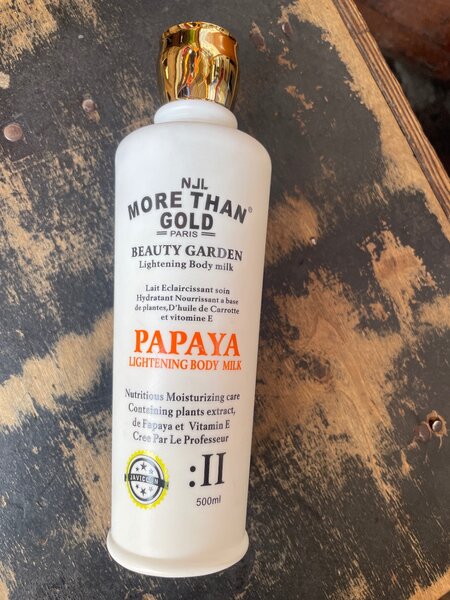 NJL
MORE THAN®
GOLD
PARIS
BEAUTY GARDEN
Lightening Body milk
Lait Eclaircissant soin
Hydratant Nourrissant a base
de plantes,D'huile de Carrotte
et vitomine E
PAPAYA
LIGHTENING BODY MILK
Nutritious Moisturizing care
Containing plants extract,
de Papaya et Vitamin E
Cree Par Le Professeur
:II
500ml